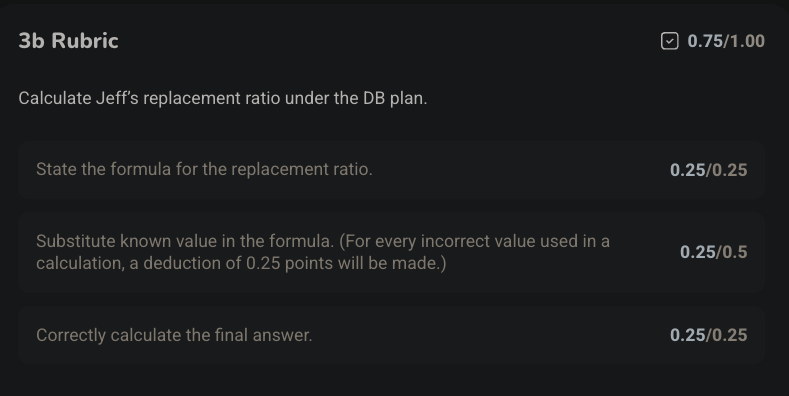 3b Rubric 0.75/1.00
Calculate Jeff's replacement ratio under the DB plan.
State the formula for the replacement ratio. 0.25/0.25
Substitute known value in the formula. (For every incorrect value used in a
calculation, a deduction of 0.25 points will be made.) 0.25/0.5
Correctly calculate the final answer. 0.25/0.25